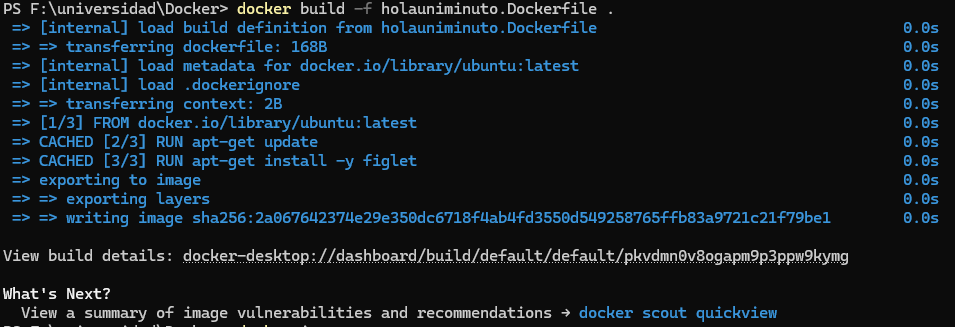 PS F:\universidad\Docker> docker build -f holauniminuto.Dockerfile .
=> [internal] load build definition from holauniminuto.Dockerfile 0.0s
=> => transferring dockerfile: 168B 0.0s
=> [internal] load metadata for docker.io/library/ubuntu:latest 0.0s
=> [internal] load .dockerignore 0.0s
=> => transferring context: 2B 0.0s
=> [1/3] FROM docker.io/library/ubuntu:latest 0.0s
=> CACHED [2/3] RUN apt-get update 0.0s
=> CACHED [3/3] RUN apt-get install -y figlet 0.0s
=> exporting to image 0.0s
=> => exporting layers 0.0s
=> => writing image sha256:2a067642374e29e350dc6718f4ab4fd3550d549258765ffb83a9721c21f79be1 0.0s
View build details: docker-desktop://dashboard/build/default/default/pkvdmn0v8ogapm9p3ppw9kymg
What's Next?
View a summary of image vulnerabilities and recommendations → docker scout quickview